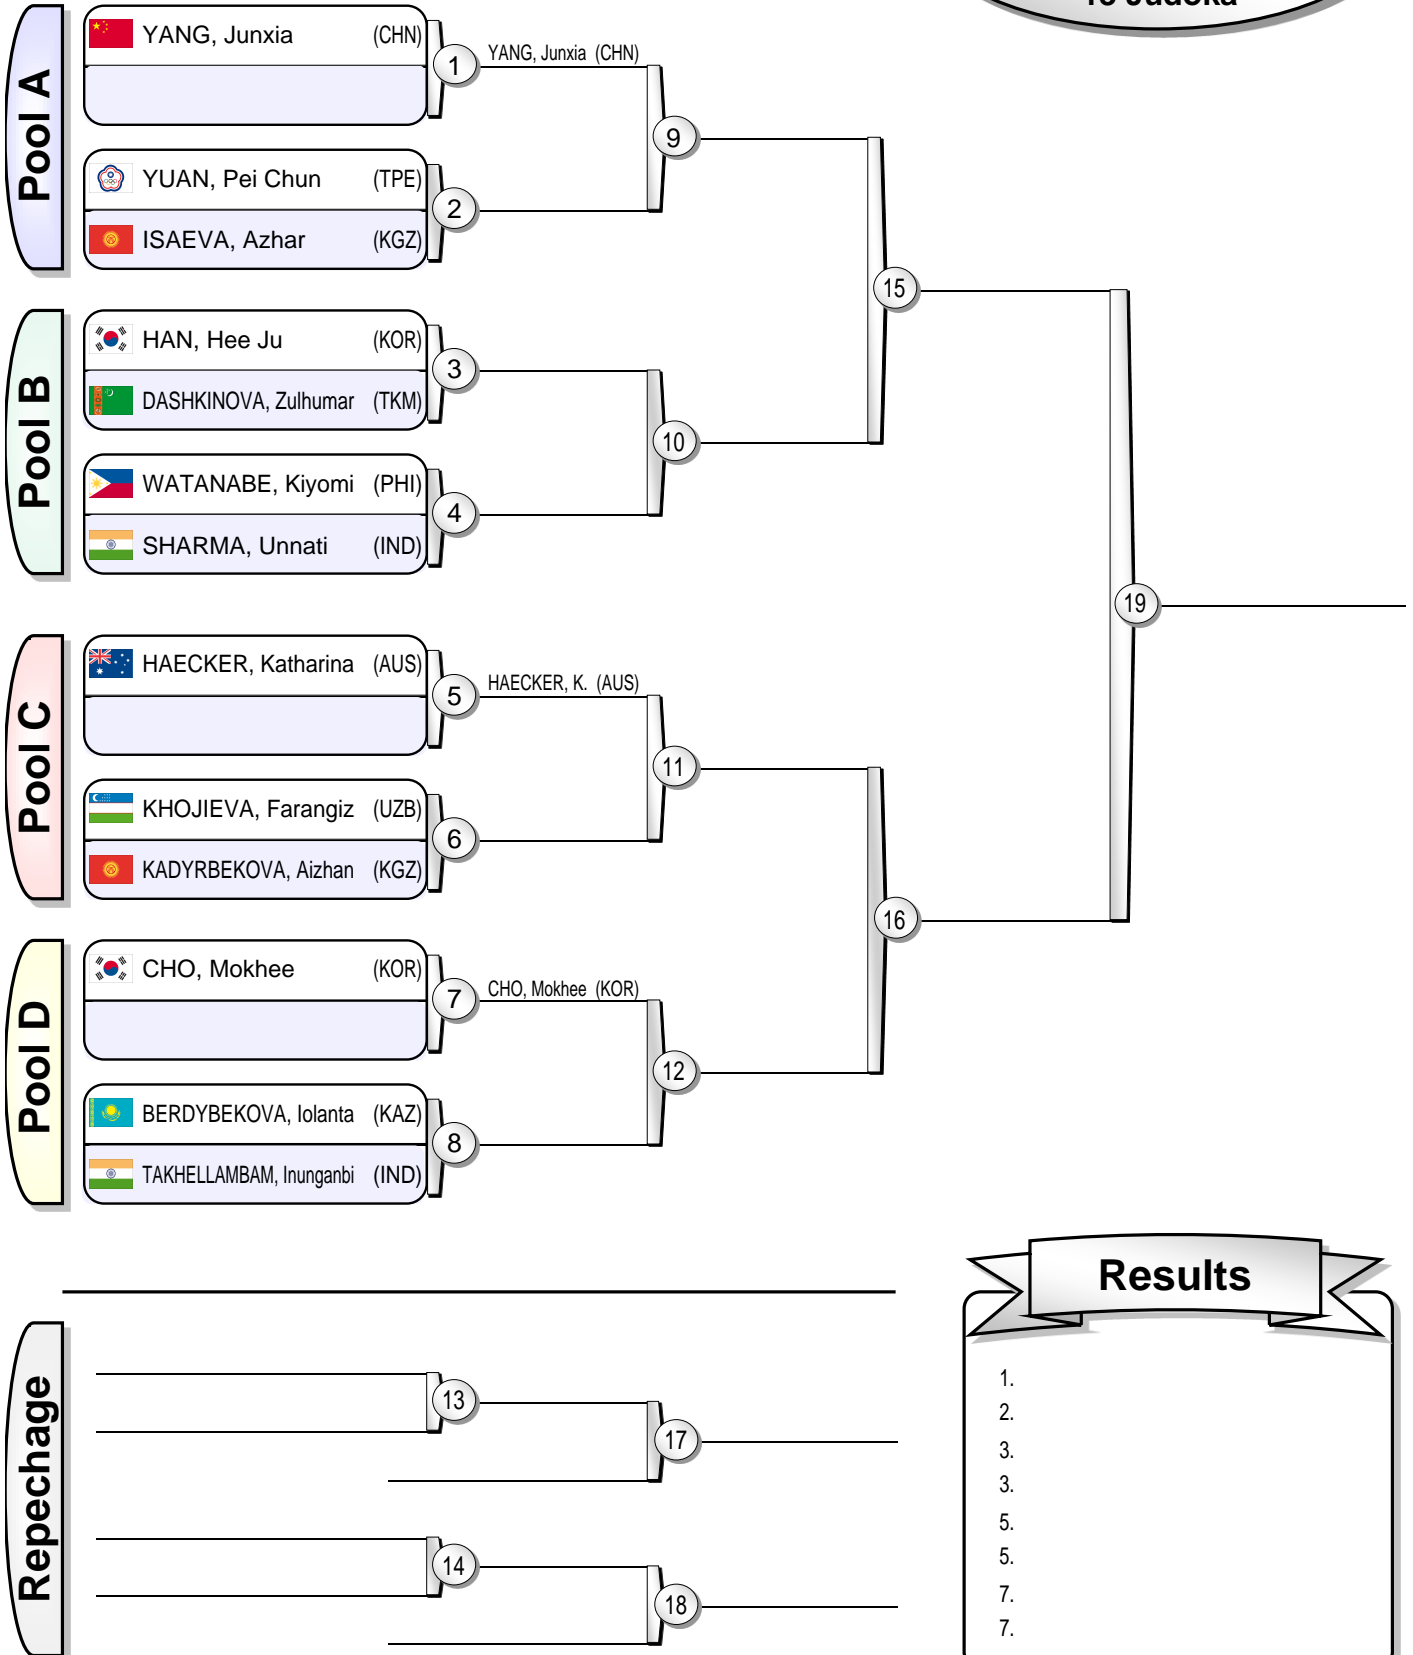 13 Judoka
Pool A
YANG, Junxia (CHN)
1
YANG, Junxia (CHN)
9
YUAN, Pei Chun (TPE)
2
ISAEVA, Azhar (KGZ)
15
Pool B
HAN, Hee Ju (KOR)
3
DASHKINOVA, Zulhumar (TKM)
10
WATANABE, Kiyomi (PHI)
4
SHARMA, Unnati (IND)
19
Pool C
HAECKER, Katharina (AUS)
5
HAECKER, K. (AUS)
11
KHOJIEVA, Farangiz (UZB)
6
KADYRBEKOVA, Aizhan (KGZ)
16
Pool D
CHO, Mokhee (KOR)
7
CHO, Mokhee (KOR)
12
BERDYBEKOVA, Iolanta (KAZ)
8
TAKHELLAMBAM, Inunganbi (IND)
Repechage
13
17
14
18
Results
1.
2.
3.
3.
5.
5.
7.
7.